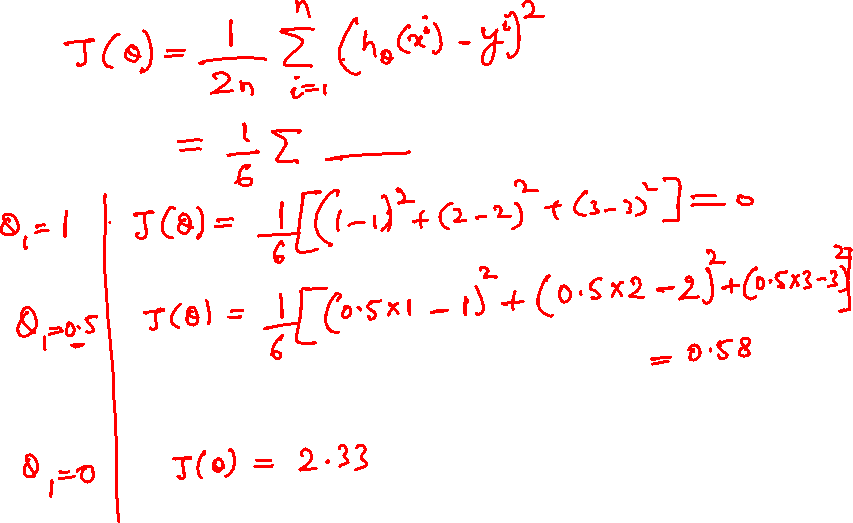 J(θ) = 1/2n Σ_{i=1}^{n} (h_θ(x^i) - y^i)^2
= 1/6 Σ ____
θ_1 = 1 | J(θ) = 1/6 [(1-1)^2 + (2-2)^2 + (3-3)^2] = 0
θ_1 = 0.5 | J(θ) = 1/6 [(0.5×1 - 1)^2 + (0.5×2 - 2)^2 + (0.5×3-3)^2]
= 0.58
θ_1 = 0 | J(θ) = 2.33